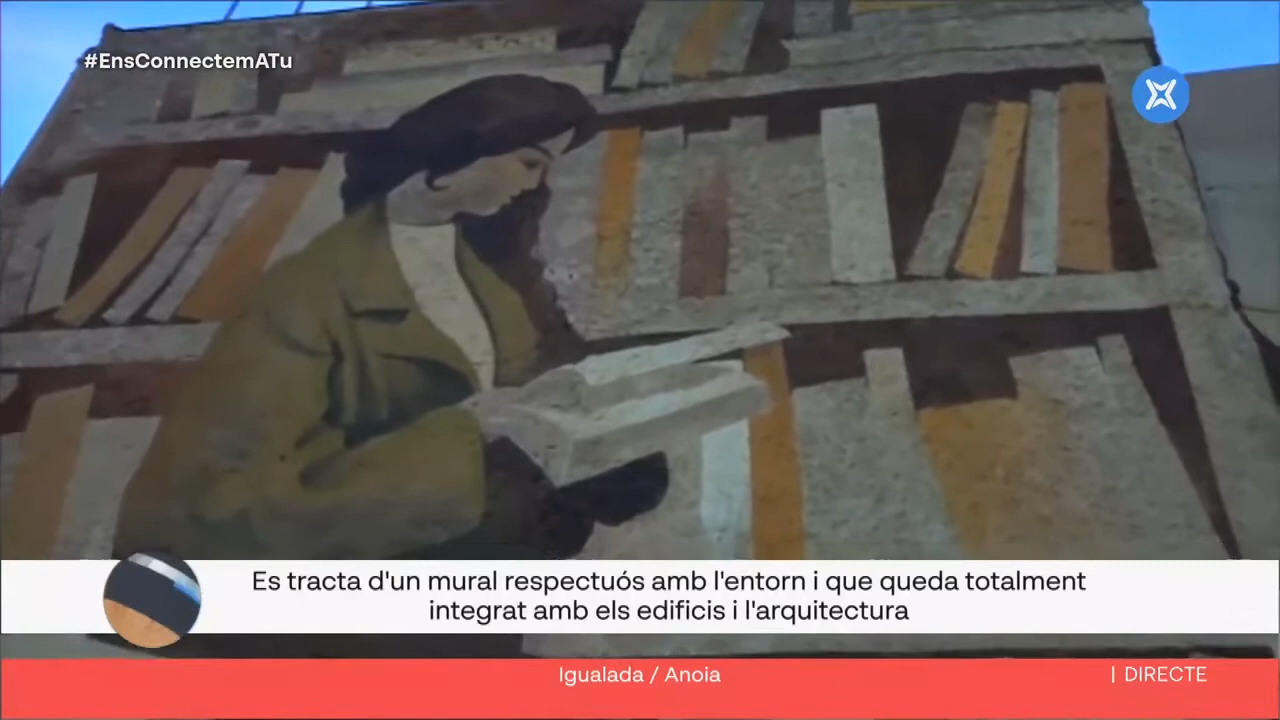 #EnsConnectemATu
Es tracta d'un mural respectuós amb l'entorn i que queda totalment
integrat amb els edificis i l'arquitectura
Igualada / Anoia
| DIRECTE